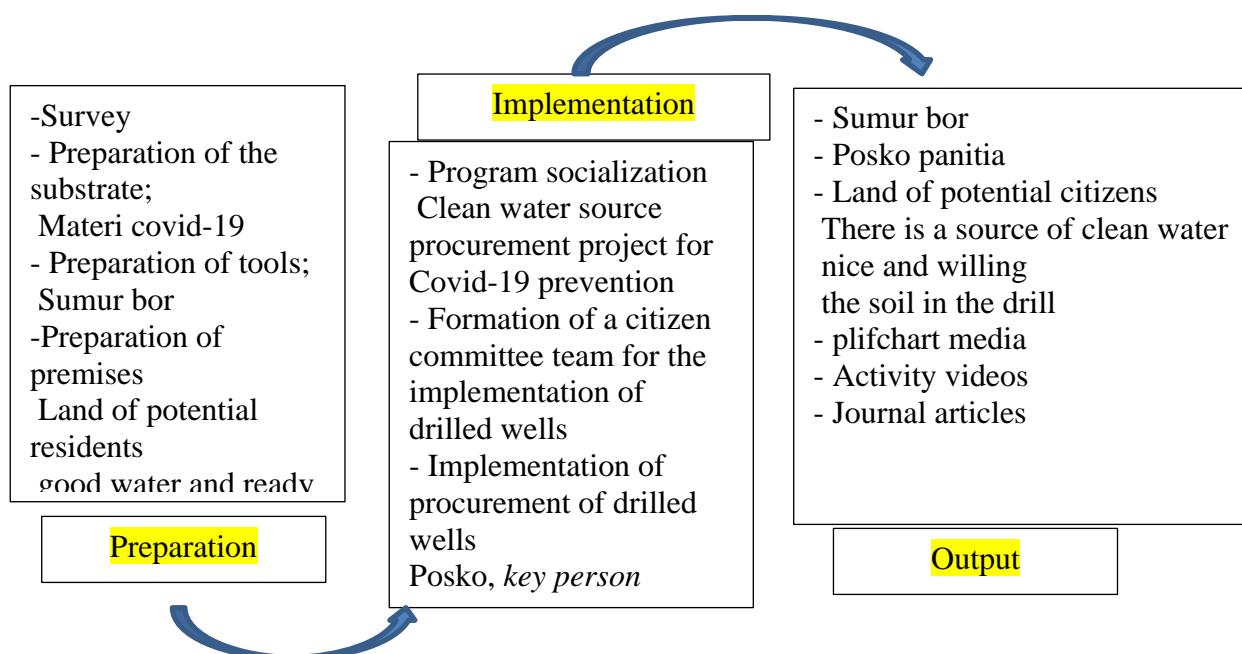 -Survey
- Preparation of the
substrate;
Materi covid-19
- Preparation of tools;
Sumur bor
-Preparation of
premises
Land of potential
residents
good water and ready
Preparation
Implementation
- Program socialization
Clean water source
procurement project for
Covid-19 prevention
- Formation of a citizen
committee team for the
implementation of
drilled wells
- Implementation of
procurement of drilled
wells
Posko, key person
- Sumur bor
- Posko panitia
- Land of potential citizens
There is a source of clean water
nice and willing
the soil in the drill
- plifchart media
- Activity videos
- Journal articles
Output